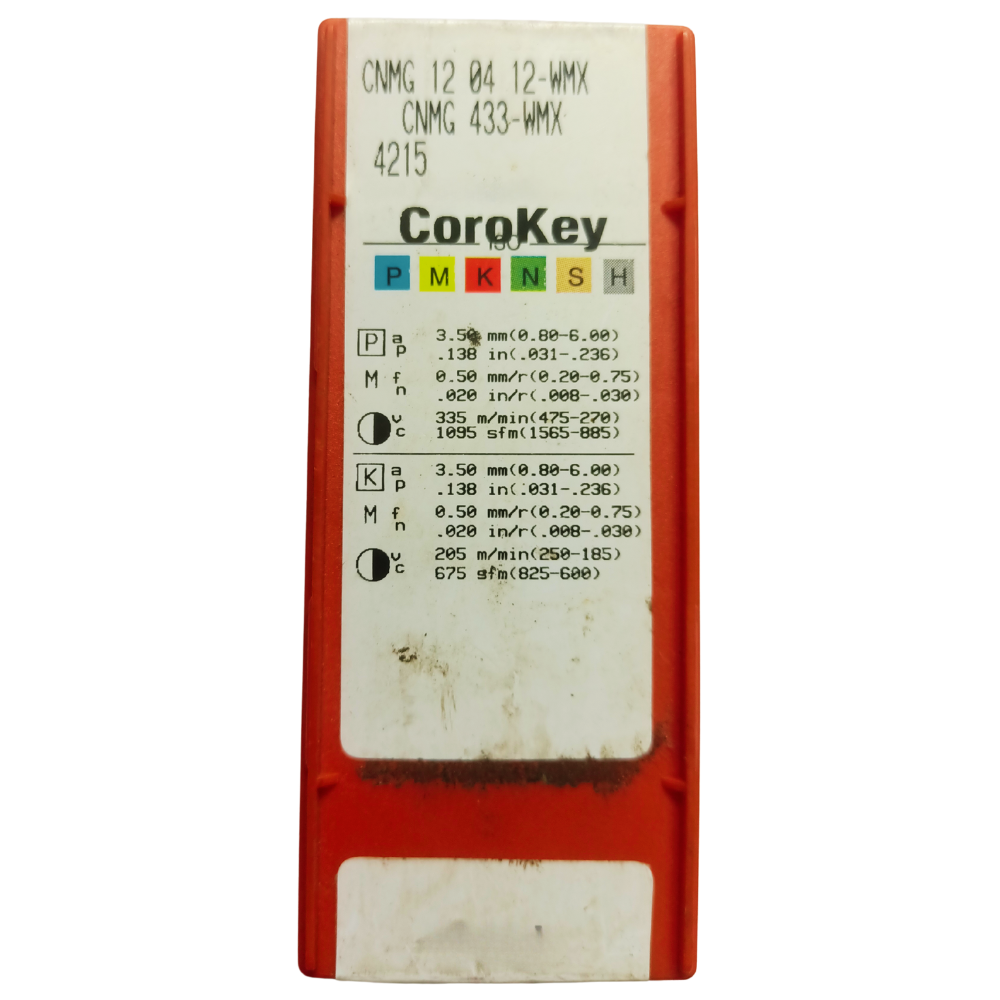 CNMG 12 04 12-WMX
CNMG 433-WMX
4215
CoroKey
ISO
P M K N S H
P ap 3.50 mm(0.80-6.00)
.138 in(.031-.236)
M fn 0.50 mm/r(0.20-0.75)
.020 in/r(.008-.030)
vc 335 m/min(475-270)
1095 sfm(1565-885)
K ap 3.50 mm(0.80-6.00)
.138 in(.031-.236)
M fn 0.50 mm/r(0.20-0.75)
.020 in/r(.008-.030)
vc 205 m/min(250-185)
675 sfm(825-600)